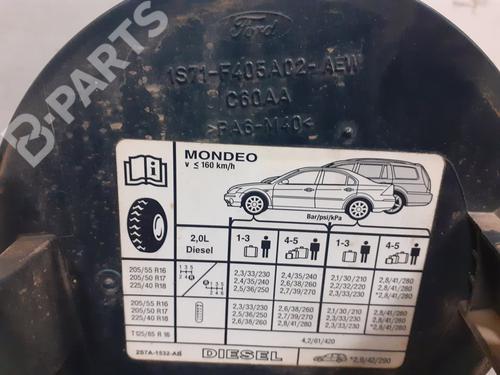 Ford
1S71-F405A02-AEW
C60AA
>PA6-M40<
MONDEO
v ≤ 160 km/h
Bar/psi/kPa
2,0L Diesel 1-3 4-5 1-3 4-5
205/55 R16 2,3/33/230 2,4/35/240 2,1/30/210 2,8/41/280
205/50 R17 2,4/35/240 2,6/38/260 2,2/32/220 2,8/41/280
225/40 R18 2,5/36/250 2,7/39/270 2,3/33/230 *2,8/41/280
205/55 R16 2,3/33/230 2,6/38/260 2,1/30/210 2,8/41/280
205/50 R17 2,5/36/250 2,7/39/270 2,3/33/230 2,8/41/280
225/40 R18 2,6/38/260 2,8/41/280 2,3/33/230 *2,8/41/280
T125/85 R 16 4,2/61/420
2S7A-1532-AB DIESEL *2,9/42/290